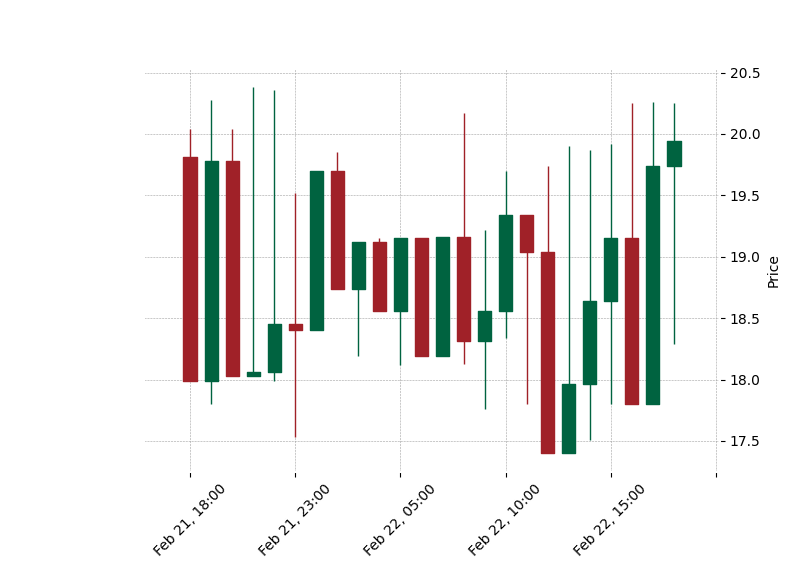 20.5
20.0
19.5
19.0
18.5
18.0
17.5
Price
Feb 21, 18:00
Feb 21, 23:00
Feb 22, 05:00
Feb 22, 10:00
Feb 22, 15:00